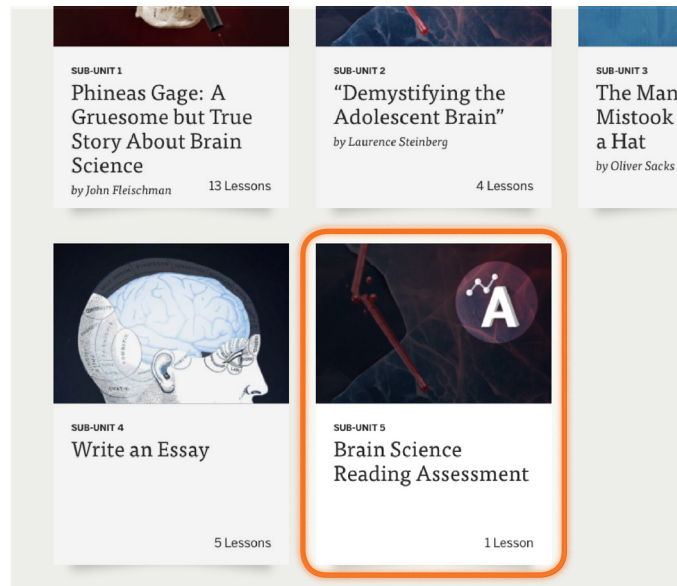 SUB-UNIT 1
Phineas Gage: A
Gruesome but True
Story About Brain
Science
by John Fleischman
13 Lessons
SUB-UNIT 2
“Demystifying the
Adolescent Brain”
by Laurence Steinberg
4 Lessons
SUB-UNIT 3
The Man
Mistook
a Hat
by Oliver Sacks
SUB-UNIT 4
Write an Essay
5 Lessons
A
SUB-UNIT 5
Brain Science
Reading Assessment
1 Lesson